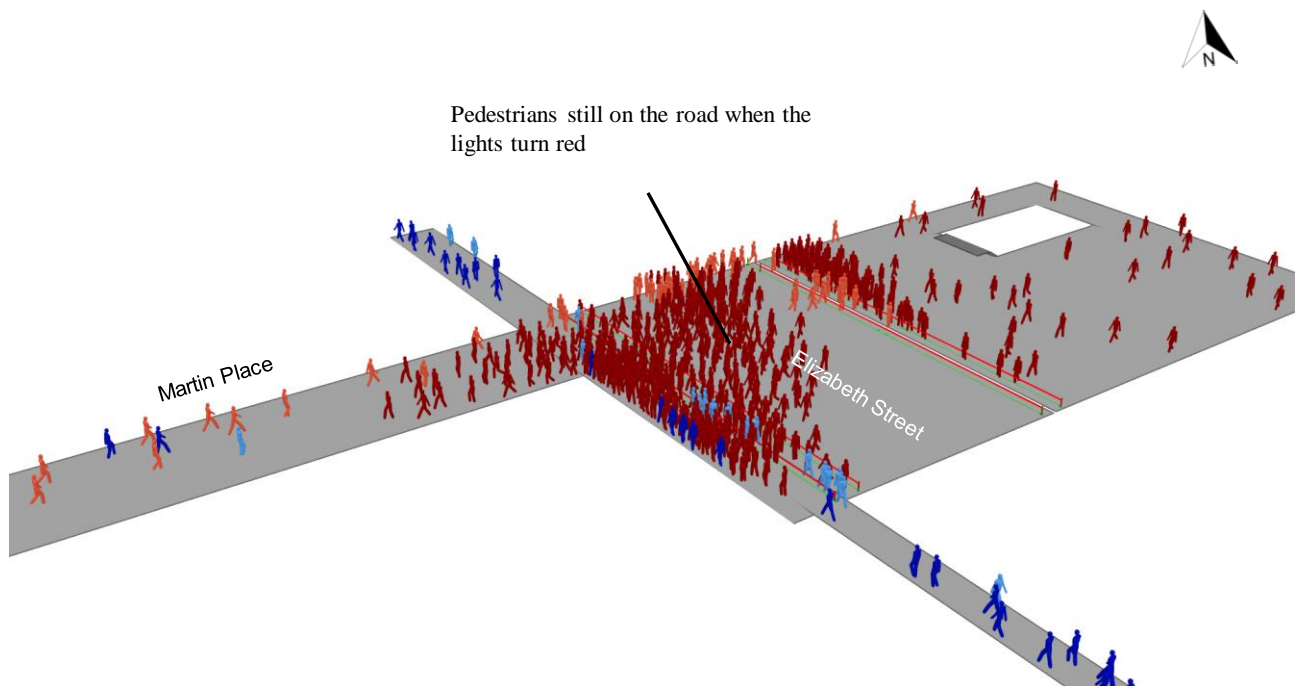 N
Pedestrians still on the road when the
lights turn red
Martin Place
Elizabeth Street